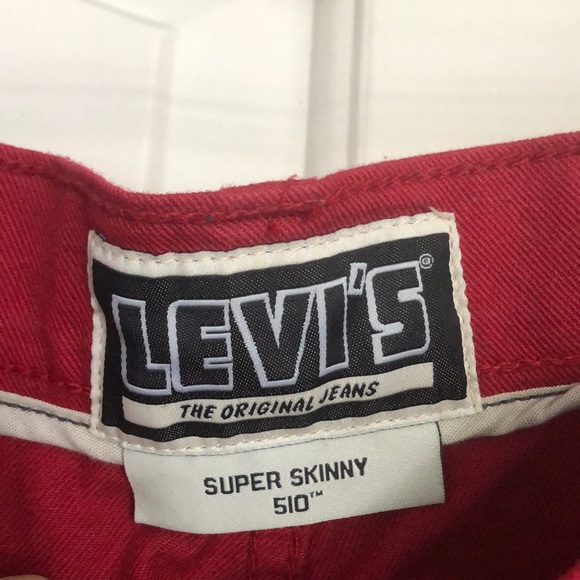 LEVI'S®
THE ORIGINAL JEANS
SUPER SKINNY
510™